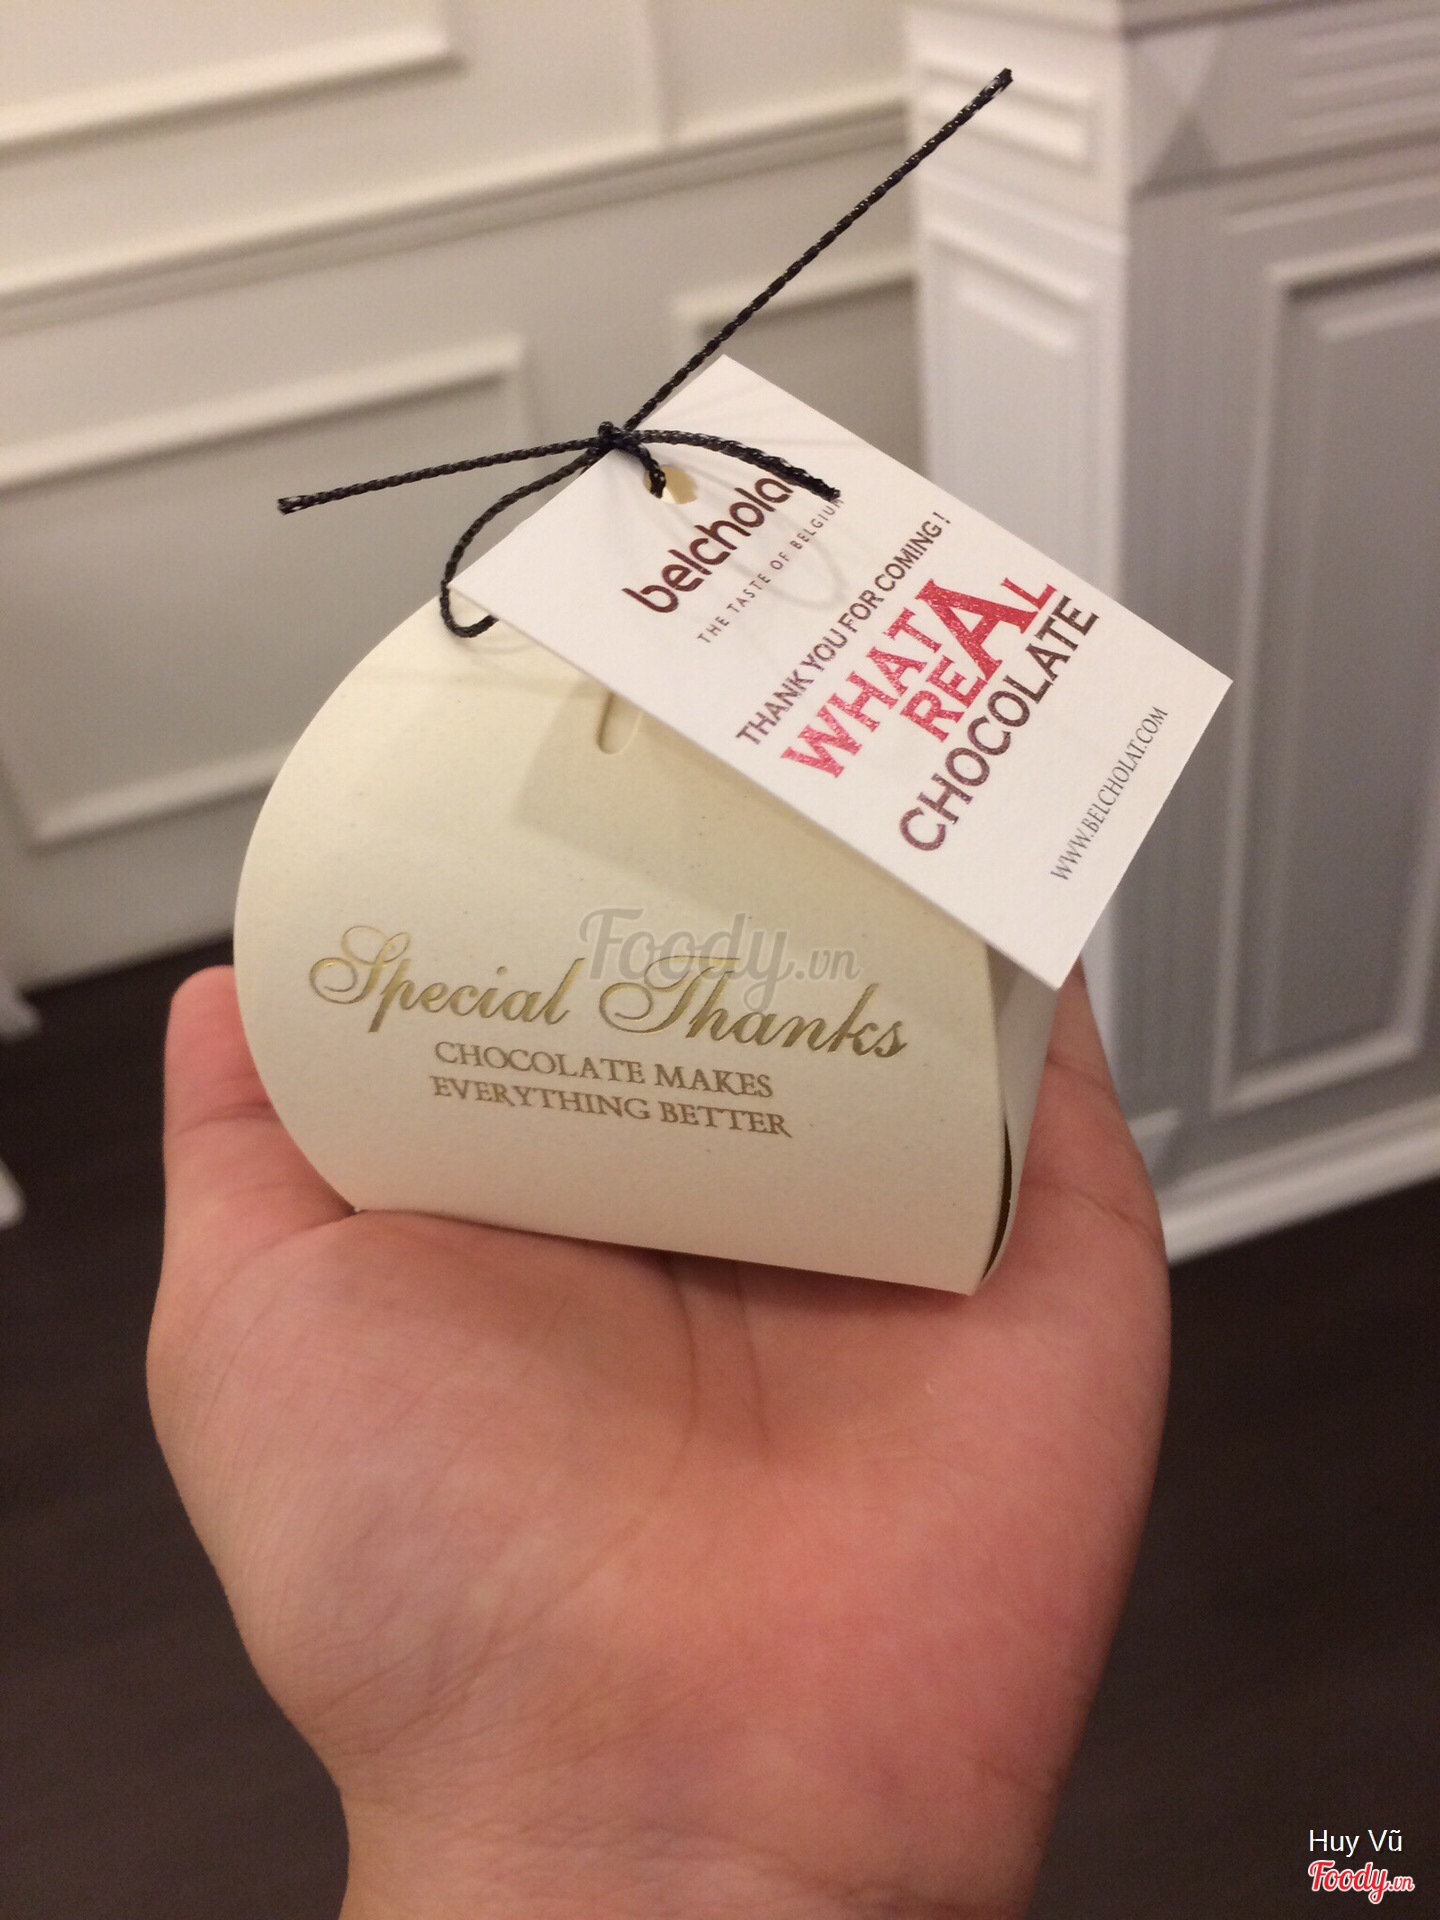 belcholat
THE TASTE OF BELGIUM
THANK YOU FOR COMING!
WHAT A
REAL
CHOCOLATE
WWW.BELCHOLAT.COM
Special Thanks
CHOCOLATE MAKES
EVERYTHING BETTER
Foody.vn
Huy Vũ
Foody.vn